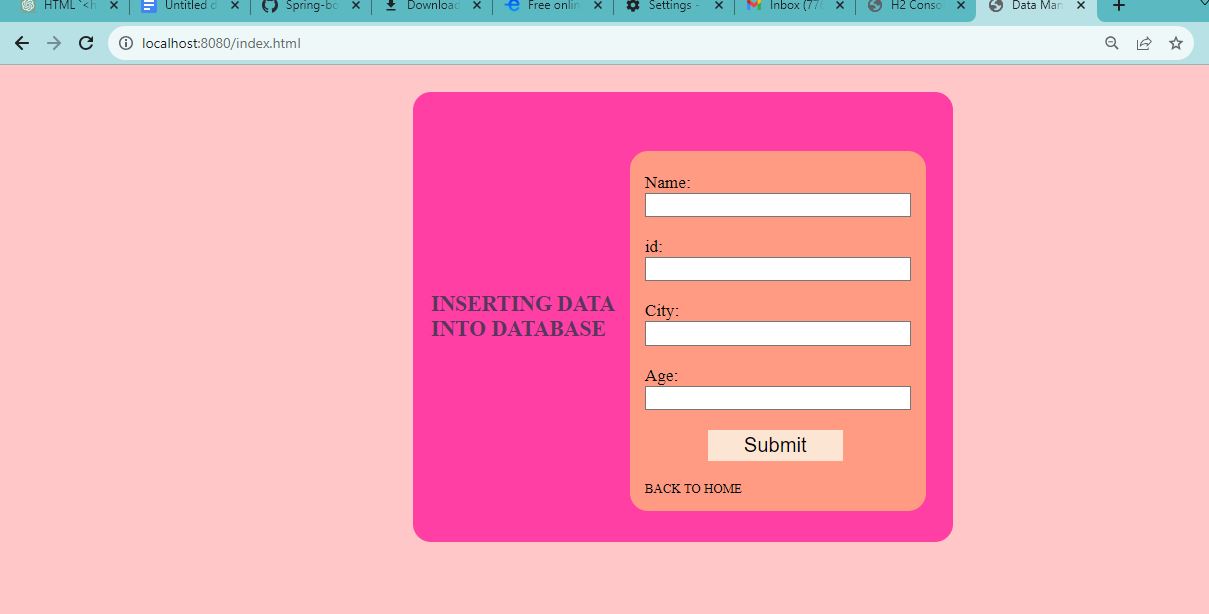 HTML `<h
Untitled d
Spring-bo
Download
Free onlin
Settings -
Inbox (77
H2 Conso
Data Man
localhost:8080/index.html
Name:
id:
INSERTING DATA
INTO DATABASE
City:
Age:
Submit
BACK TO HOME